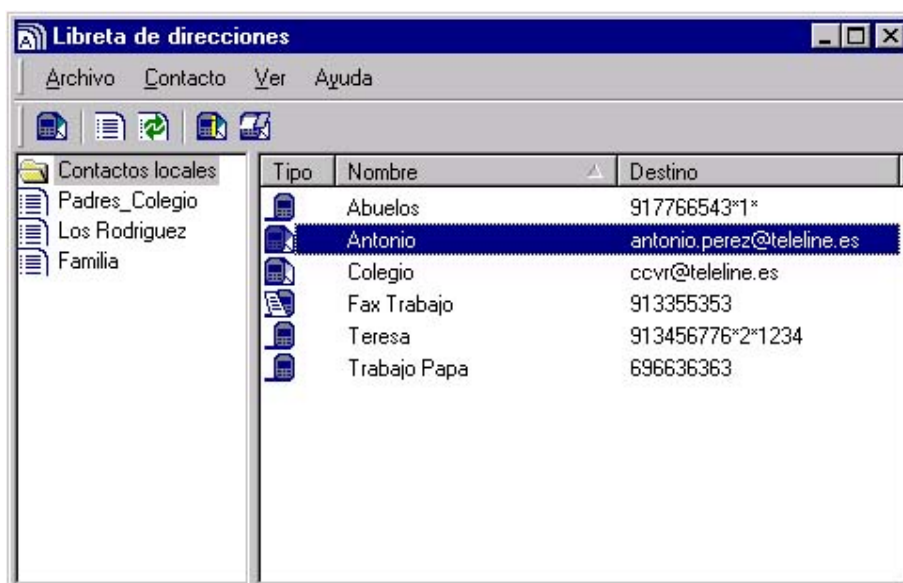 Libreta de direcciones
Archivo Contacto Ver Ayuda
Contactos locales
Padres_Colegio
Los Rodriguez
Familia
Tipo Nombre Destino
Abuelos 917766543*1*
Antonio antonio.perez@teleline.es
Colegio ccvr@teleline.es
Fax Trabajo 913355353
Teresa 913456776*2*1234
Trabajo Papa 696636363